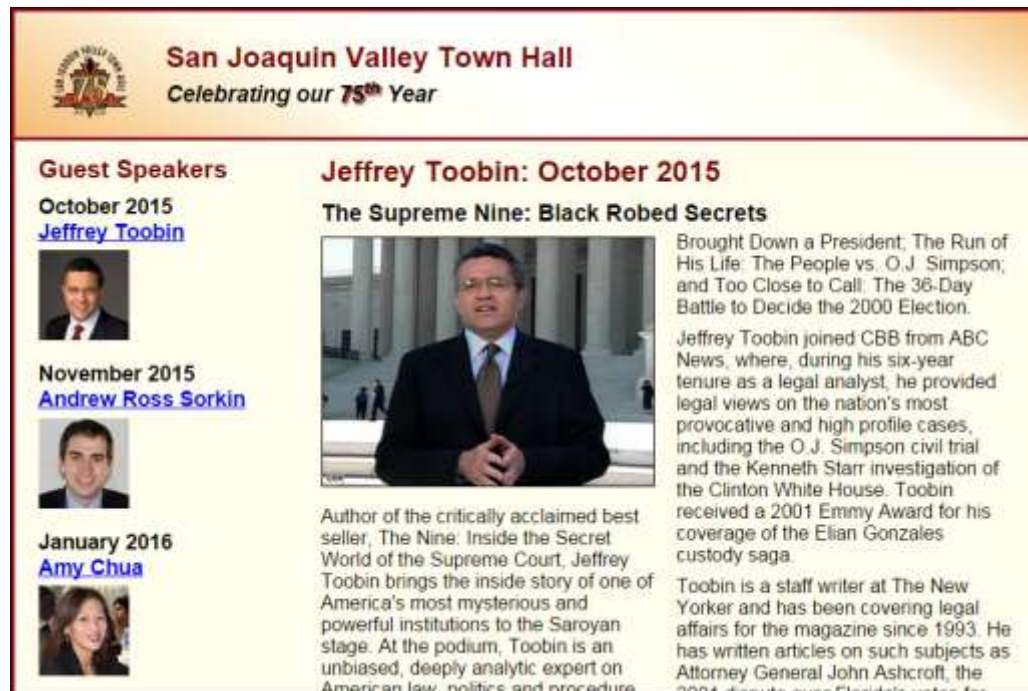 San Joaquin Valley Town Hall
Celebrating our 75th Year
Guest Speakers
October 2015
Jeffrey Toobin
November 2015
Andrew Ross Sorkin
January 2016
Amy Chua
Jeffrey Toobin: October 2015
The Supreme Nine: Black Robed Secrets
Author of the critically acclaimed best
seller, The Nine: Inside the Secret
World of the Supreme Court, Jeffrey
Toobin brings the inside story of one of
America's most mysterious and
powerful institutions to the Saroyan
stage. At the podium, Toobin is an
unbiased, deeply analytic expert on
American law, politics and procedure
Brought Down a President; The Run of
His Life: The People vs. O.J. Simpson;
and Too Close to Call: The 36-Day
Battle to Decide the 2000 Election.
Jeffrey Toobin joined CBB from ABC
News, where, during his six-year
tenure as a legal analyst, he provided
legal views on the nation's most
provocative and high profile cases,
including the O.J. Simpson civil trial
and the Kenneth Starr investigation of
the Clinton White House. Toobin
received a 2001 Emmy Award for his
coverage of the Elian Gonzales
custody saga.
Toobin is a staff writer at The New
Yorker and has been covering legal
affairs for the magazine since 1993. He
has written articles on such subjects as
Attorney General John Ashcroft, the